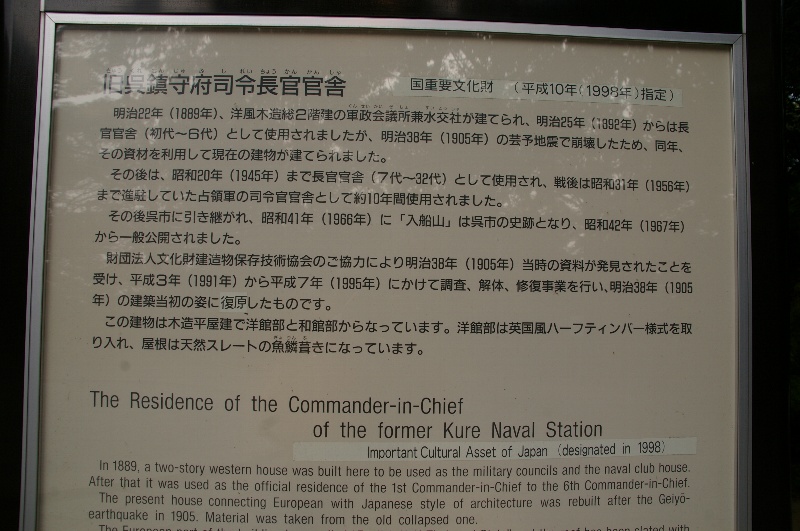 旧呉鎮守府司令長官官舎 国重要文化財 (平成10年(1998年)指定)
明治22年(1889年)、洋風木造総2階建の軍政会議所兼水交社が建てられ、明治25年(1892年)からは長
官官舎(初代～6代)として使用されましたが、明治38年(1905年)の芸予地震で崩壊したため、同年、
その資材を利用して現在の建物が建てられました。
その後は、昭和20年(1945年)まで長官官舎(7代～32代)として使用され、戦後は昭和31年(1956年)
まで進駐していた占領軍の司令官官舎として約10年間使用されました。
その後呉市に引き継がれ、昭和41年(1966年)に「入船山」は呉市の史跡となり、昭和42年(1967年)
から一般公開されました。
財団法人文化財建造物保存技術協会のご協力により明治38年(1905年)当時の資料が発見されたことを
受け、平成3年(1991年)から平成7年(1995年)にかけて調査、解体、修復事業を行い、明治38年(1905
年)の建築当初の姿に復原したものです。
この建物は木造平屋建で洋館部と和館部からなっています。洋館部は英国風ハーフティンバー様式を取
り入れ、屋根は天然スレートの魚鱗葺きになっています。
The Residence of the Commander-in-Chief
of the former Kure Naval Station
Important Cultural Asset of Japan (designated in 1998)
In 1889, a two-story western house was built here to be used as the military councils and the naval club house.
After that it was used as the official residence of the 1st Commander-in-Chief to the 6th Commander-in-Chief.
The present house connecting European with Japanese style of architecture was rebuilt after the Geiyo-
earthquake in 1905. Material was taken from the old collapsed one.